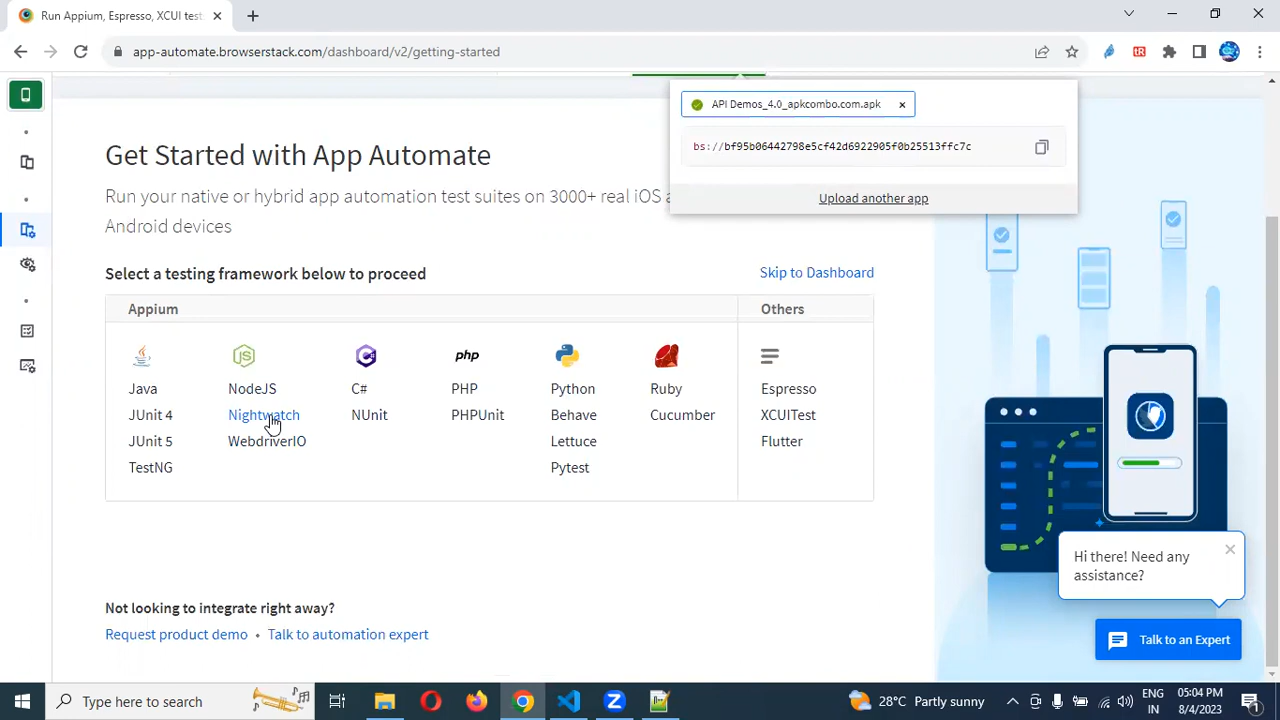 Run Appium, Espresso, XCUI test:
app-automate.browserstack.com/dashboard/v2/getting-started
API Demos_4.0_apkcombo.com.apk
bs://bf95b06442798e5cf42d6922905f0b25513ffc7c
Upload another app
Get Started with App Automate
Run your native or hybrid app automation test suites on 3000+ real iOS a
Android devices
Select a testing framework below to proceed
Skip to Dashboard
Appium
Others
php
Java
NodeJS
C#
PHP
Python
Ruby
Espresso
JUnit 4
Nightwatch
NUnit
PHPUnit
Behave
Cucumber
XCUITest
JUnit 5
WebdriverIO
Lettuce
Flutter
TestNG
Pytest
Hi there! Need any
assistance?
Not looking to integrate right away?
Request product demo • Talk to automation expert
Talk to an Expert
Type here to search
28°C Partly sunny
ENG
IN
05:04 PM
8/4/2023